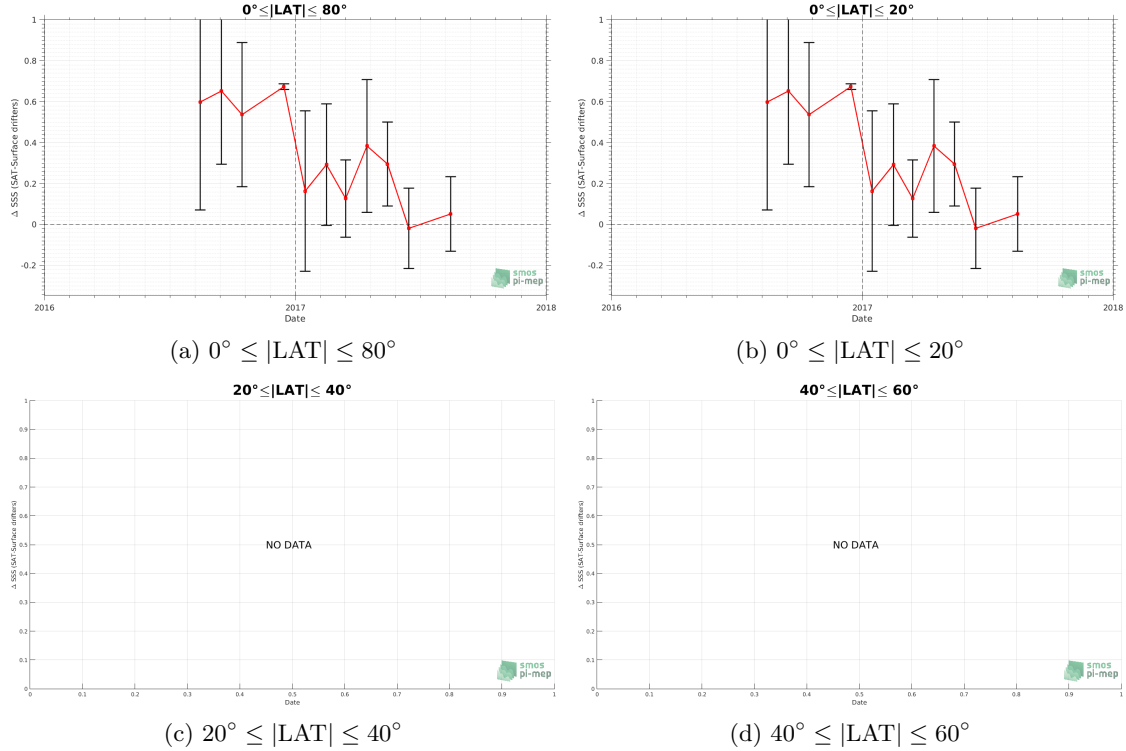 0°≤|LAT|≤ 80°
1
0.8
0.6
0.4
0.2
0
-0.2
Δ SSS (SAT-Surface drifters)
2016
2017
2018
Date
smos
pi-mep
(a) 0° ≤ |LAT| ≤ 80°
0°≤|LAT|≤ 20°
1
0.8
0.6
0.4
0.2
0
-0.2
Δ SSS (SAT-Surface drifters)
2016
2017
2018
Date
smos
pi-mep
(b) 0° ≤ |LAT| ≤ 20°
20°≤|LAT|≤ 40°
1
0.9
0.8
0.7
0.6
0.5
0.4
0.3
0.2
0.1
0
Δ SSS (SAT-Surface drifters)
NO DATA
0 0.1 0.2 0.3 0.4 0.5 0.6 0.7 0.8 0.9 1
Date
smos
pi-mep
(c) 20° ≤ |LAT| ≤ 40°
40°≤|LAT|≤ 60°
1
0.9
0.8
0.7
0.6
0.5
0.4
0.3
0.2
0.1
0
Δ SSS (SAT-Surface drifters)
NO DATA
0 0.1 0.2 0.3 0.4 0.5 0.6 0.7 0.8 0.9 1
Date
smos
pi-mep
(d) 40° ≤ |LAT| ≤ 60°